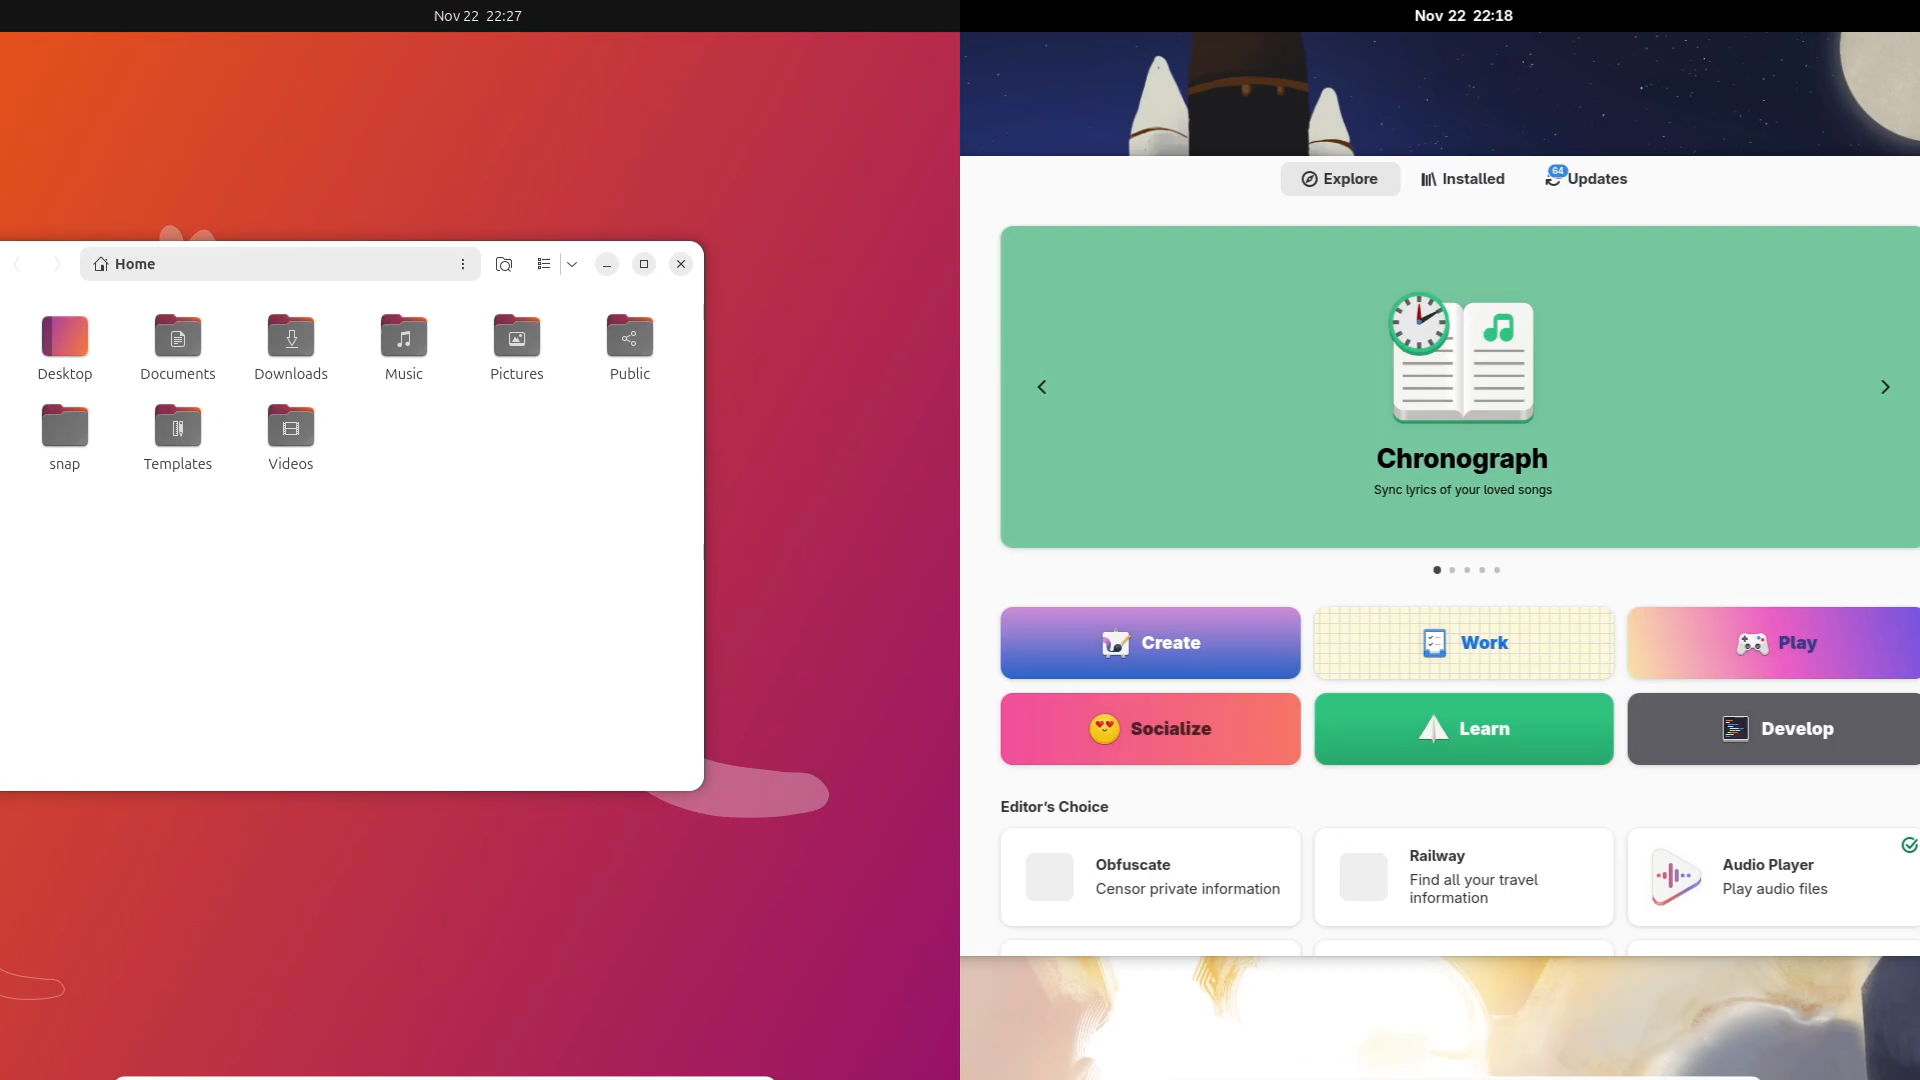 Nov 22 22:27
Home
Desktop
Documents
Downloads
Music
Pictures
Public
snap
Templates
Videos
Nov 22 22:18
Explore
Installed
64
Updates
Chronograph
Sync lyrics of your loved songs
Create
Work
Play
Socialize
Learn
Develop
Editor’s Choice
Obfuscate
Censor private information
Railway
Find all your travel
information
Audio Player
Play audio files